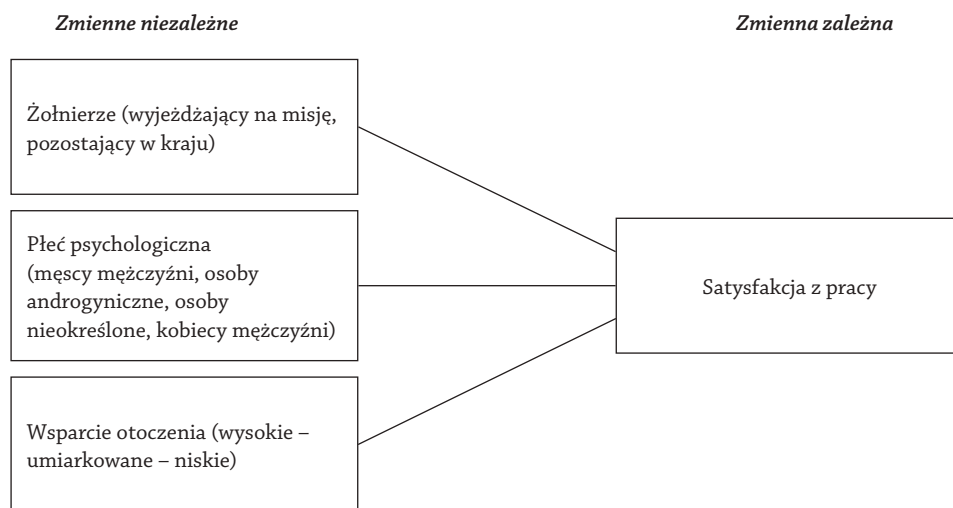 Zmienne niezależne
Zmienna zależna
Żołnierze (wyjeżdżający na misję,
pozostający w kraju)
Płeć psychologiczna
(męscy mężczyźni, osoby
androgyniczne, osoby
nieokreślone, kobiecy mężczyźni)
Satysfakcja z pracy
Wsparcie otoczenia (wysokie –
umiarkowane – niskie)